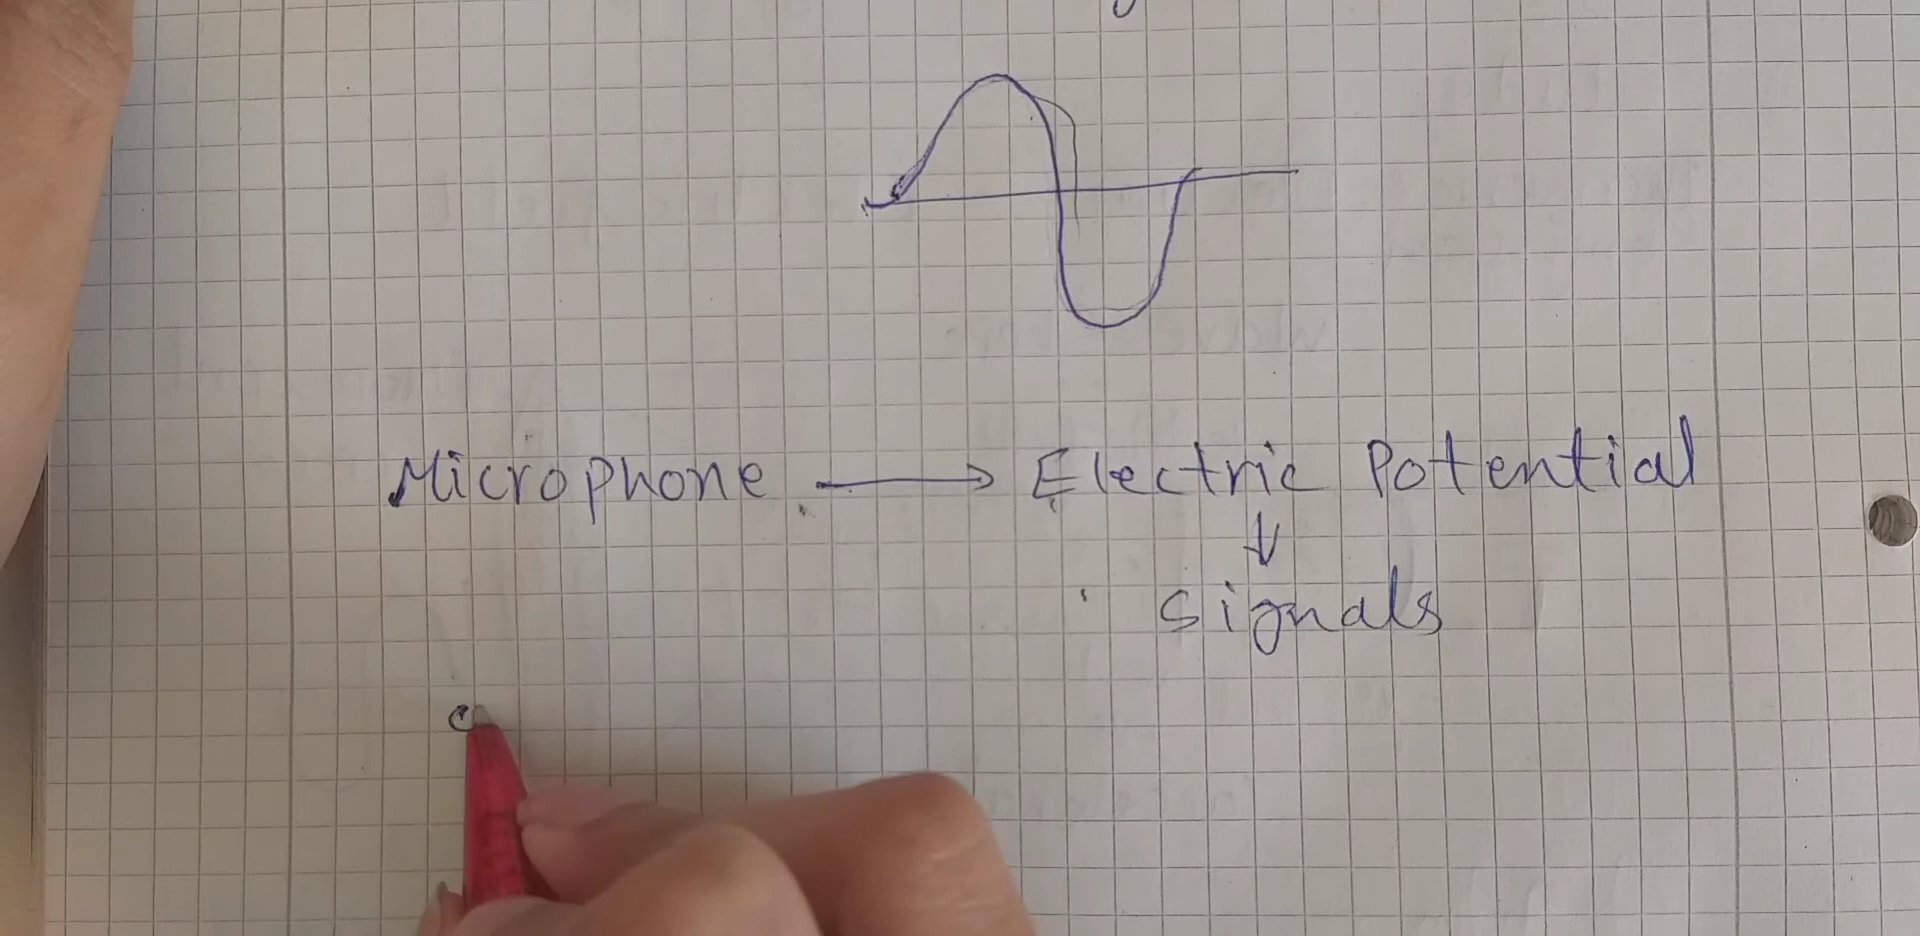 Microphone → Electric Potential
↓
signals